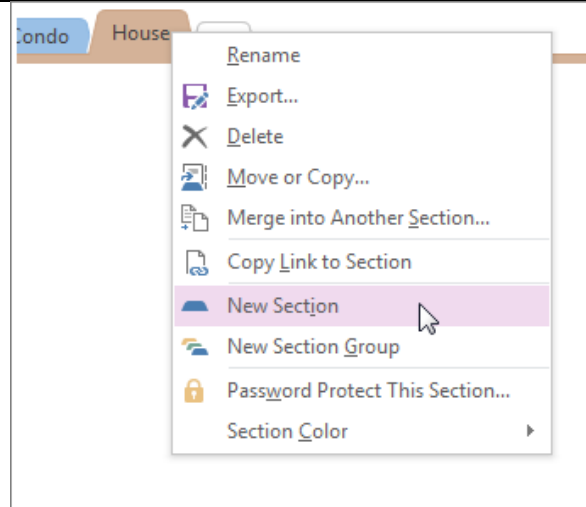 Condo House
Rename
Export...
Delete
Move or Copy...
Merge into Another Section...
Copy Link to Section
New Section
New Section Group
Password Protect This Section...
Section Color